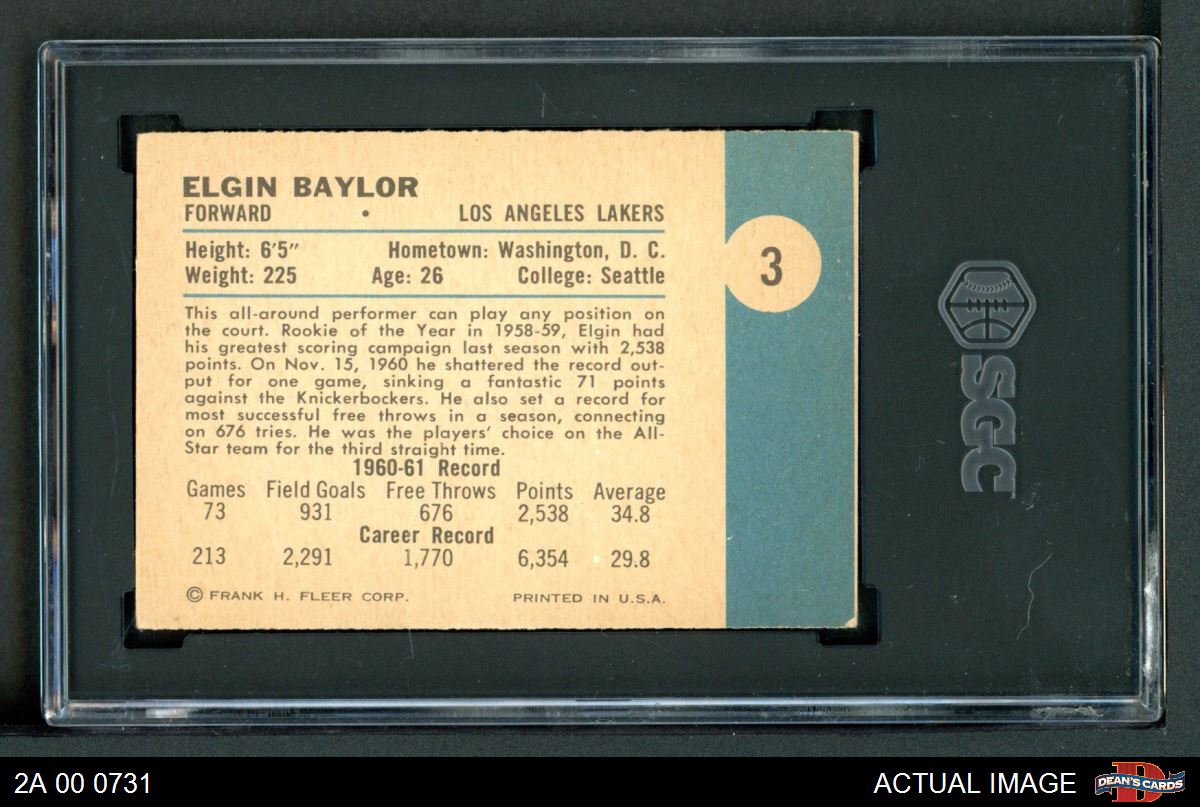 ELGIN BAYLOR
FORWARD • LOS ANGELES LAKERS
Height: 6'5" Hometown: Washington, D. C.
Weight: 225 Age: 26 College: Seattle
3
This all-around performer can play any position on
the court. Rookie of the Year in 1958-59, Elgin had
his greatest scoring campaign last season with 2,538
points. On Nov. 15, 1960 he shattered the record out-
put for one game, sinking a fantastic 71 points
against the Knickerbockers. He also set a record for
most successful free throws in a season, connecting
on 676 tries. He was the players' choice on the All-
Star team for the third straight time.
1960-61 Record
Games Field Goals Free Throws Points Average
73 931 676 2,538 34.8
Career Record
213 2,291 1,770 6,354 29.8
© FRANK H. FLEER CORP. PRINTED IN U.S.A.
SGC
2A 00 0731 ACTUAL IMAGE
DEAN'S CARDS